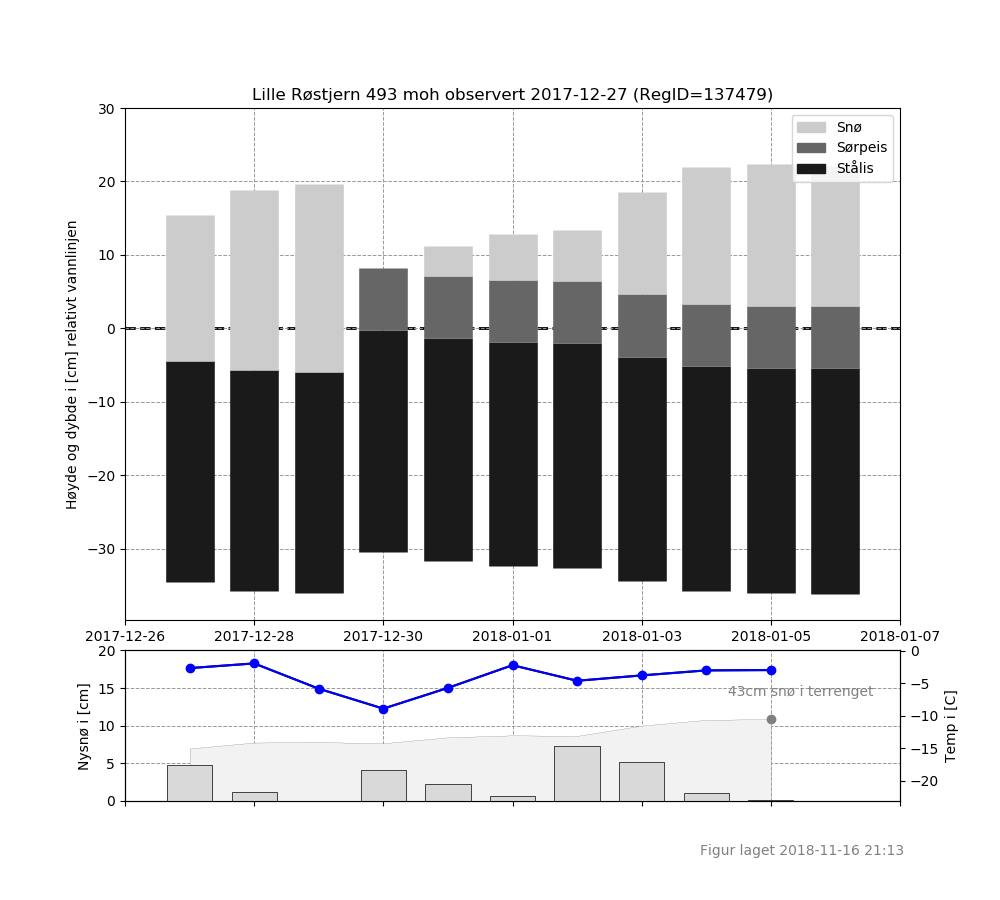 Lille Røstjern 493 moh observert 2017-12-27 (RegID=137479)
30
20
10
0
−10
−20
−30
Høyde og dybde i [cm] relativt vannlinjen
Snø
Sørpeis
Stålis
2017-12-26 2017-12-28 2017-12-30 2018-01-01 2018-01-03 2018-01-05 2018-01-07
20
15
10
5
0
Nysnø i [cm]
43cm snø i terrenget
0
−5
−10
−15
−20
Temp i [C]
Figur laget 2018-11-16 21:13